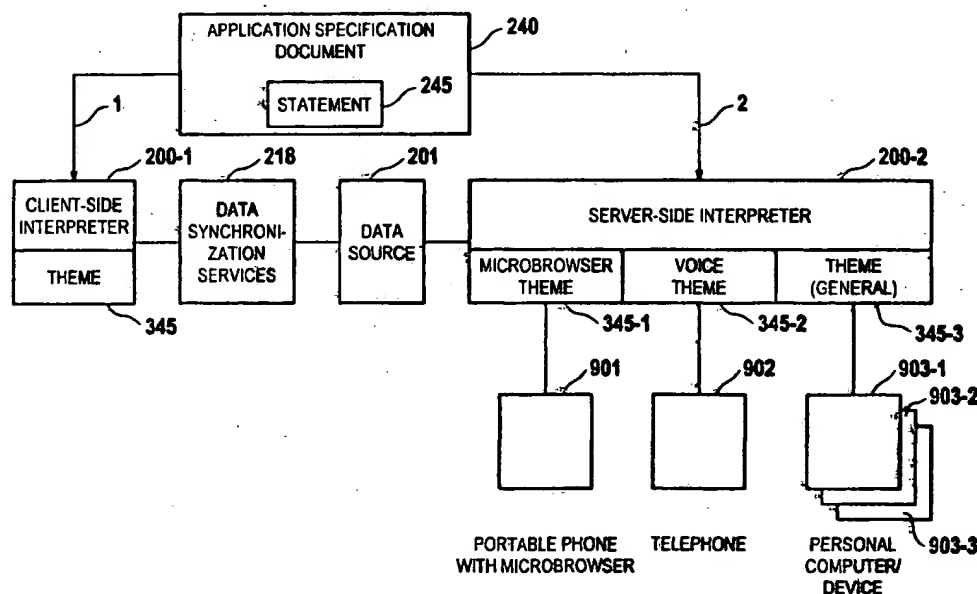 APPLICATION SPECIFICATION
DOCUMENT
240
STATEMENT
245
1
2
200-1
218
201
200-2
CLIENT-SIDE
INTERPRETER
THEME
345
DATA
SYNCHRONI-
ZATION
SERVICES
DATA
SOURCE
SERVER-SIDE INTERPRETER
MICROBROWSER
THEME
VOICE
THEME
THEME
(GENERAL)
345-1
345-2
345-3
901
902
903-1
903-2
903-3
PORTABLE PHONE
WITH MICROBROWSER
TELEPHONE
PERSONAL
COMPUTER/
DEVICE